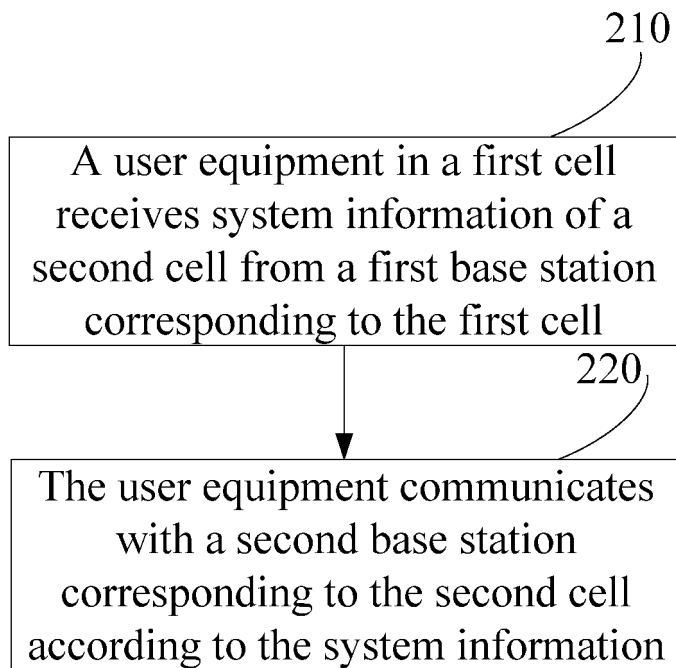 210
A user equipment in a first cell
receives system information of a
second cell from a first base station
corresponding to the first cell
220
The user equipment communicates
with a second base station
corresponding to the second cell
according to the system information